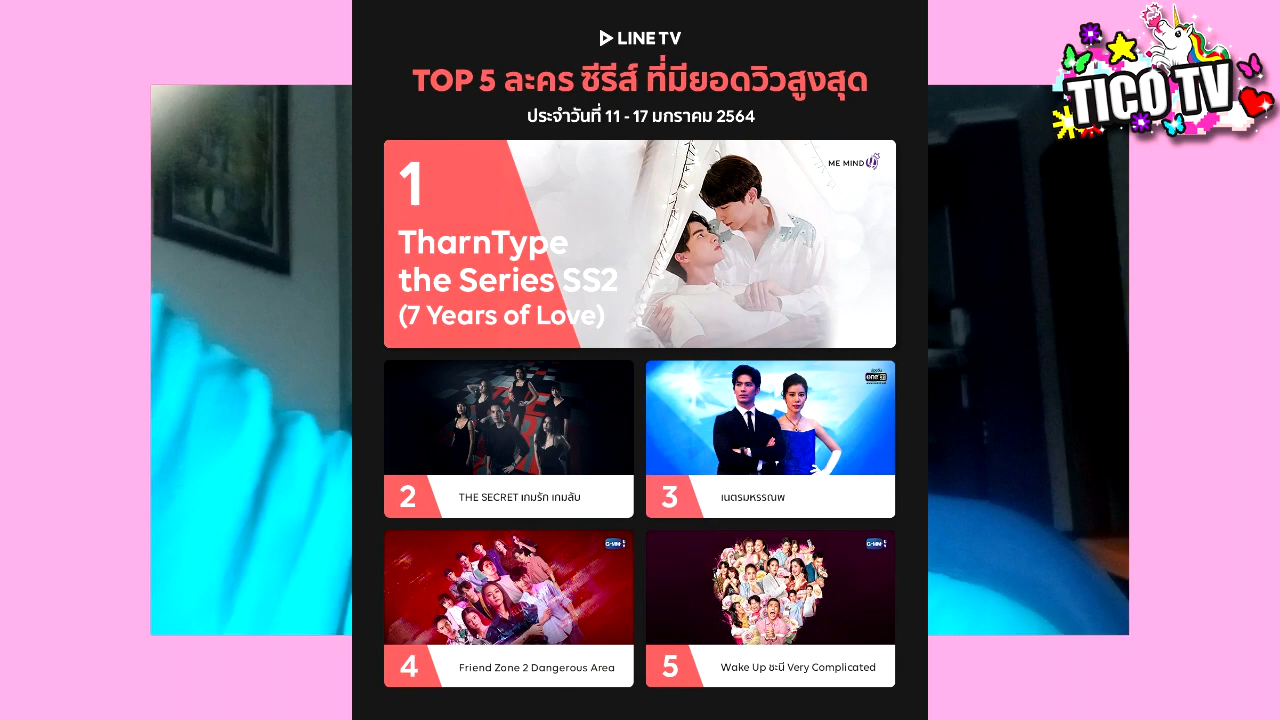 LINE TV
TICO TV
TOP 5 ละคร ซีรีส์ ที่มียอดวิวสูงสุด
ประจำวันที่ 11 - 17 มกราคม 2564
1
ME MIND
TharnType
the Series SS2
(7 Years of Love)
one 31
2
THE SECRET เกมรัก เกมลับ
3
เนตรมหรรณพ
GMM
GMM
4
Friend Zone 2 Dangerous Area
5
Wake Up ชะนี Very Complicated